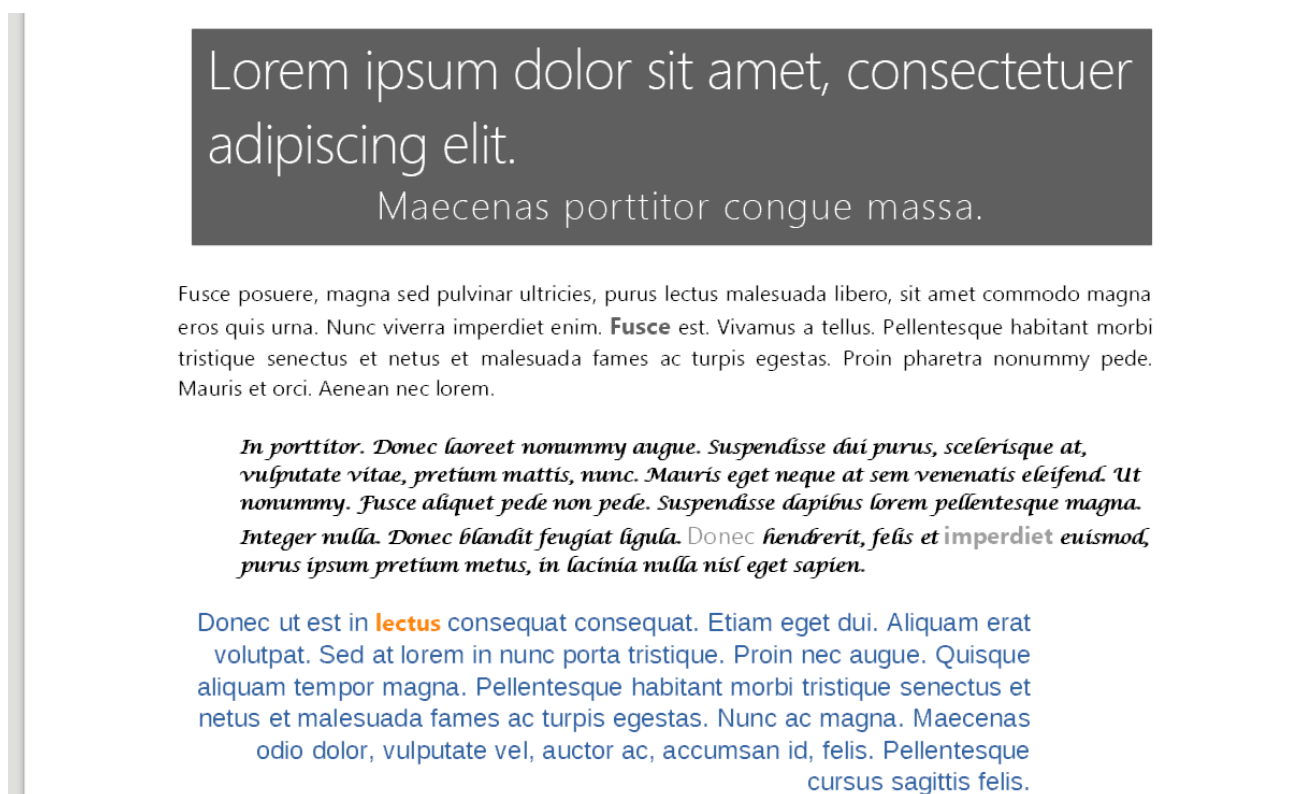 Lorem ipsum dolor sit amet, consectetuer
adipiscing elit.
Maecenas porttitor congue massa.
Fusce posuere, magna sed pulvinar ultricies, purus lectus malesuada libero, sit amet commodo magna
eros quis urna. Nunc viverra imperdiet enim. Fusce est. Vivamus a tellus. Pellentesque habitant morbi
tristique senectus et netus et malesuada fames ac turpis egestas. Proin pharetra nonummy pede.
Mauris et orci. Aenean nec lorem.
In porttitor. Donec laoreet nonummy augue. Suspendisse dui purus, scelerisque at,
vulputate vitae, pretium mattis, nunc. Mauris eget neque at sem venenatis eleifend. Ut
nonummy. Fusce aliquet pede non pede. Suspendisse dapibus lorem pellentesque magna.
Integer nulla. Donec blandit feugiat ligula. Donec hendrerit, felis et imperdiet euismod,
purus ipsum pretium metus, in lacinia nulla nisl eget sapien.
Donec ut est in lectus consequat consequat. Etiam eget dui. Aliquam erat
volutpat. Sed at lorem in nunc porta tristique. Proin nec augue. Quisque
aliquam tempor magna. Pellentesque habitant morbi tristique senectus et
netus et malesuada fames ac turpis egestas. Nunc ac magna. Maecenas
odio dolor, vulputate vel, auctor ac, accumsan id, felis. Pellentesque
cursus sagittis felis.